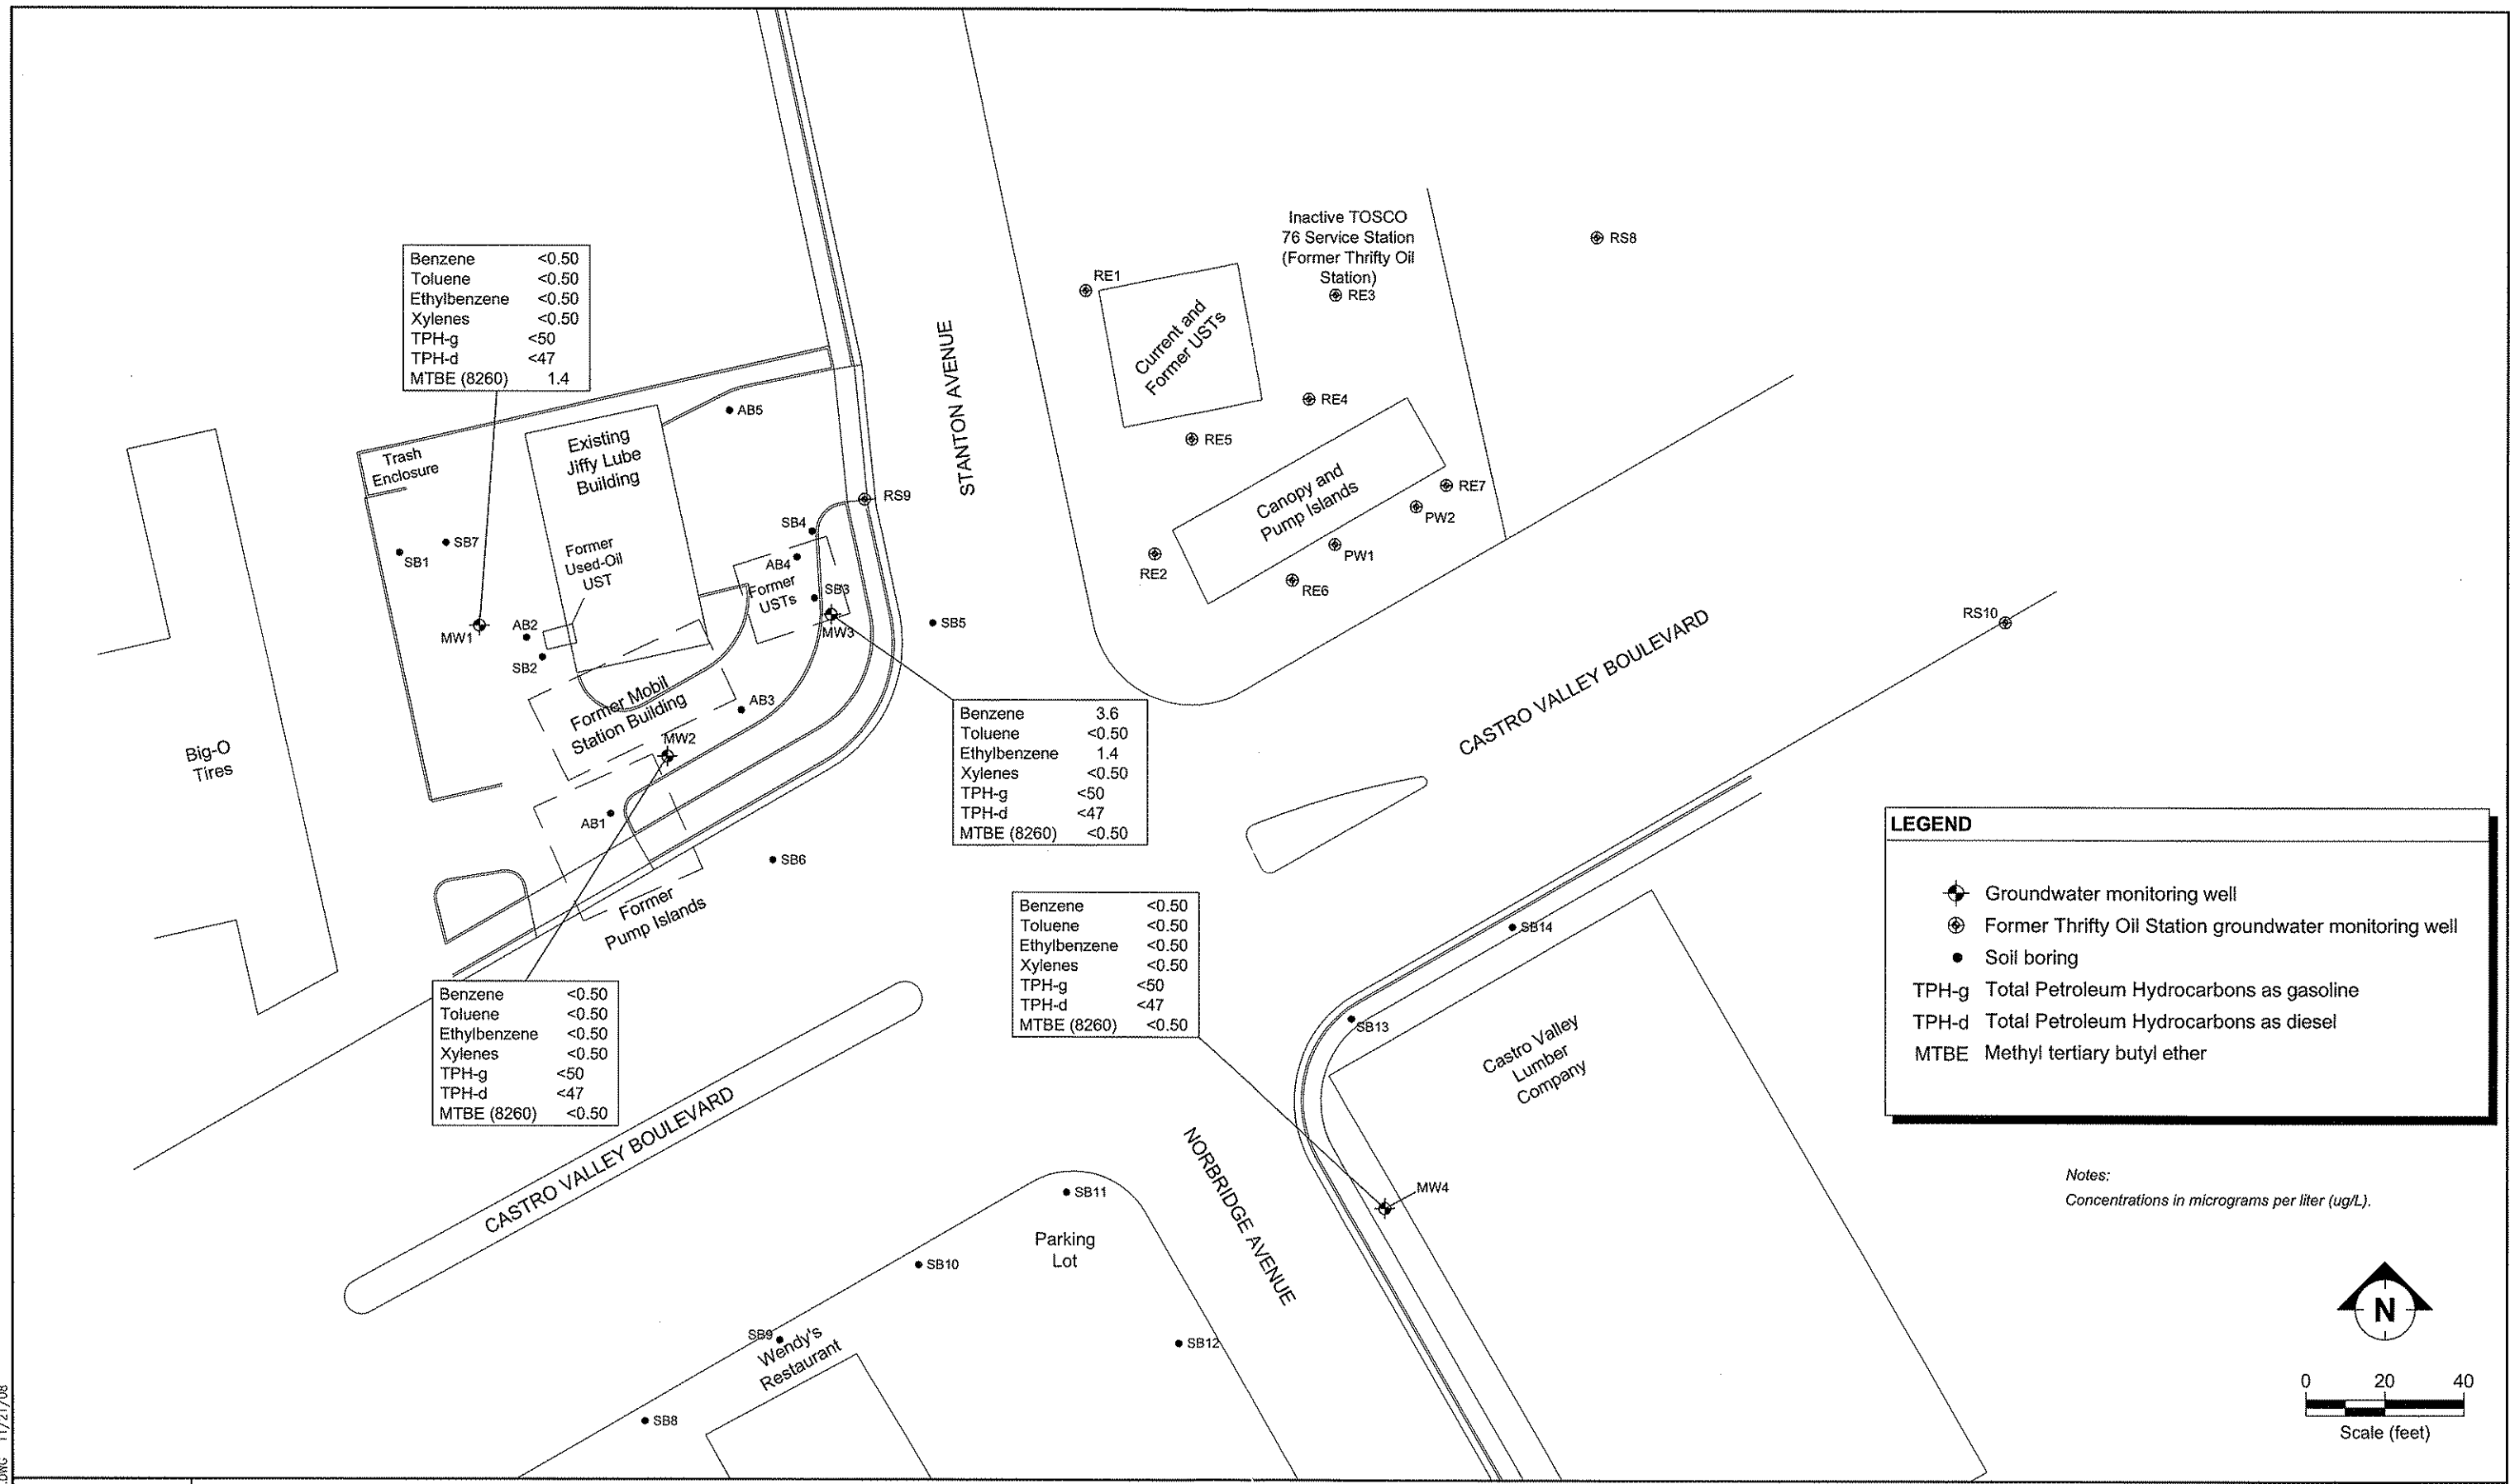 Inactive TOSCO
76 Service Station
(Former Thrifty Oil
Station)
RS8
RE1
RE3
Current and
Former USTs
RE4
RE5
Canopy and
Pump Islands
RE7
PW2
PW1
RE2
RE6
RS10
STANTON AVENUE
CASTRO VALLEY BOULEVARD
Benzene <0.50
Toluene <0.50
Ethylbenzene <0.50
Xylenes <0.50
TPH-g <50
TPH-d <47
MTBE (8260) 1.4
AB5
Trash
Enclosure
Existing
Jiffy Lube
Building
RS9
SB4
SB7
SB1
Former
Used-Oil
UST
AB4
Former
USTs
SB3
MW3
SB5
MW1
AB2
SB2
Former Mobil
Station Building
AB3
MW2
Big-O
Tires
AB1
SB6
Former
Pump Islands
Benzene 3.6
Toluene <0.50
Ethylbenzene 1.4
Xylenes <0.50
TPH-g <50
TPH-d <47
MTBE (8260) <0.50
Benzene <0.50
Toluene <0.50
Ethylbenzene <0.50
Xylenes <0.50
TPH-g <50
TPH-d <47
MTBE (8260) <0.50
Benzene <0.50
Toluene <0.50
Ethylbenzene <0.50
Xylenes <0.50
TPH-g <50
TPH-d <47
MTBE (8260) <0.50
SB14
SB13
Castro Valley
Lumber
Company
CASTRO VALLEY BOULEVARD
NORBRIDGE AVENUE
MW4
SB11
Parking
Lot
SB10
SB9
Wendy's
Restaurant
SB12
SB8
LEGEND
Groundwater monitoring well
Former Thrifty Oil Station groundwater monitoring well
Soil boring
TPH-g Total Petroleum Hydrocarbons as gasoline
TPH-d Total Petroleum Hydrocarbons as diesel
MTBE Methyl tertiary butyl ether
Notes:
Concentrations in micrograms per liter (ug/L).
N
0 20 40
Scale (feet)
11/21/08